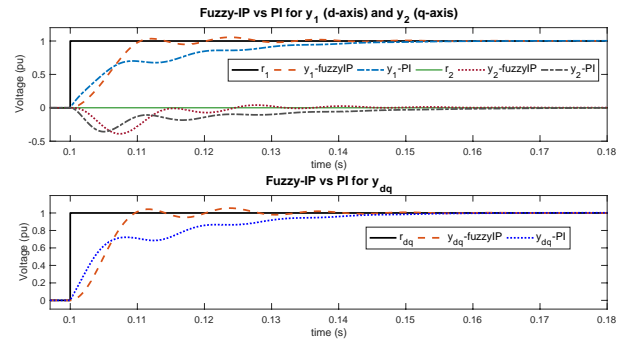 Fuzzy-IP vs PI for y1 (d-axis) and y2 (q-axis)
Voltage (pu)
1
0.5
0
-0.5
r1 y1-fuzzyIP y1-PI r2 y2-fuzzyIP y2-PI
0.1 0.11 0.12 0.13 0.14 0.15 0.16 0.17 0.18
time (s)
Fuzzy-IP vs PI for ydq
Voltage (pu)
1
0.8
0.6
0.4
0.2
0
rdq ydq-fuzzyIP ydq-PI
0.1 0.11 0.12 0.13 0.14 0.15 0.16 0.17 0.18
time (s)